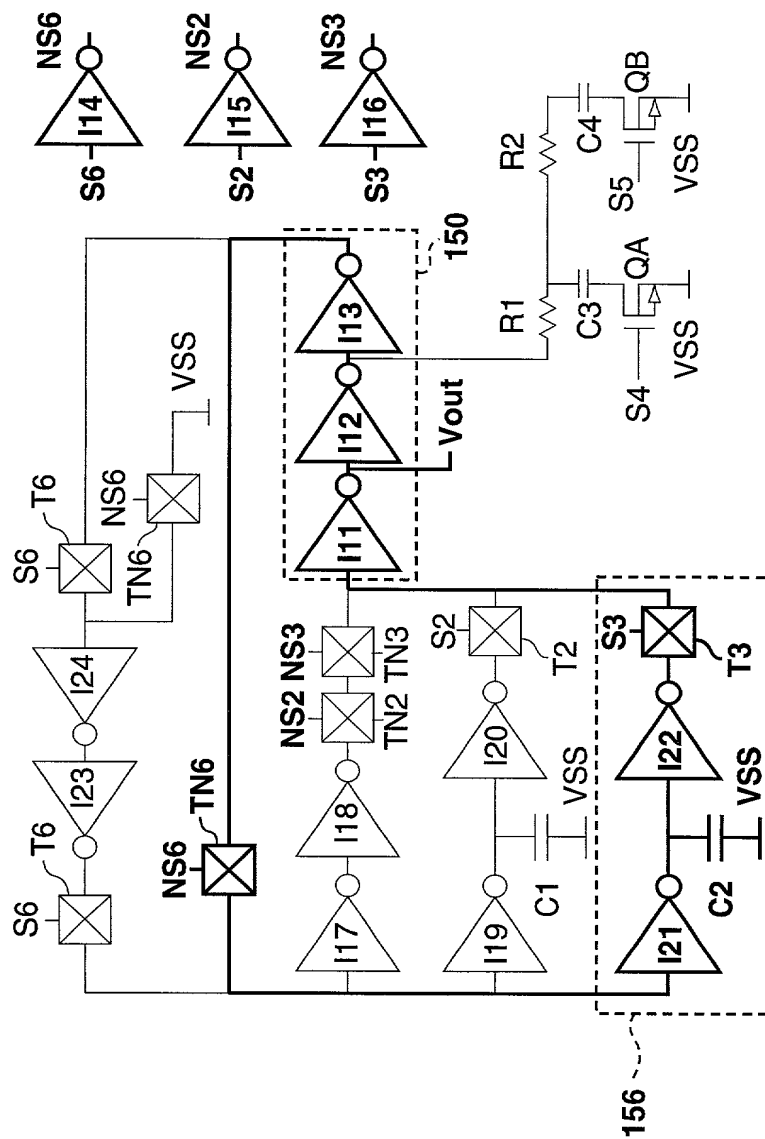 S6
I14
NS6
S2
I15
NS2
S3
I16
NS3
S6
T6
I23
I24
S6
T6
TN6
NS6
VSS
NS6
TN6
150
I17
I18
NS2
TN2
NS3
TN3
I11
I12
I13
Vout
R1
R2
C3
C4
S4
QA
VSS
S5
QB
VSS
I19
C1
VSS
I20
S2
T2
156
I21
C2
VSS
I22
S3
T3